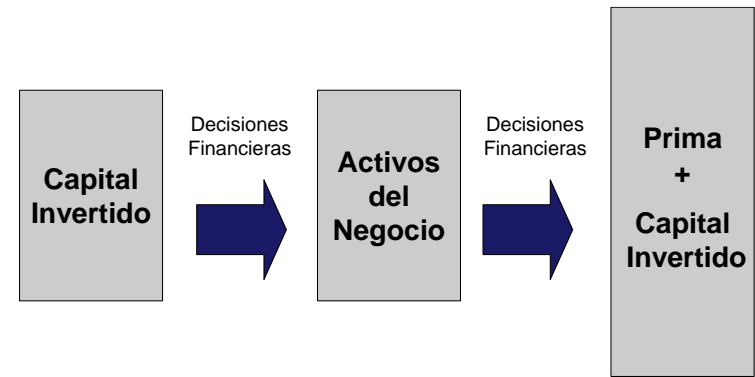 Capital
Invertido
Decisiones
Financieras
Activos
del
Negocio
Decisiones
Financieras
Prima
+
Capital
Invertido